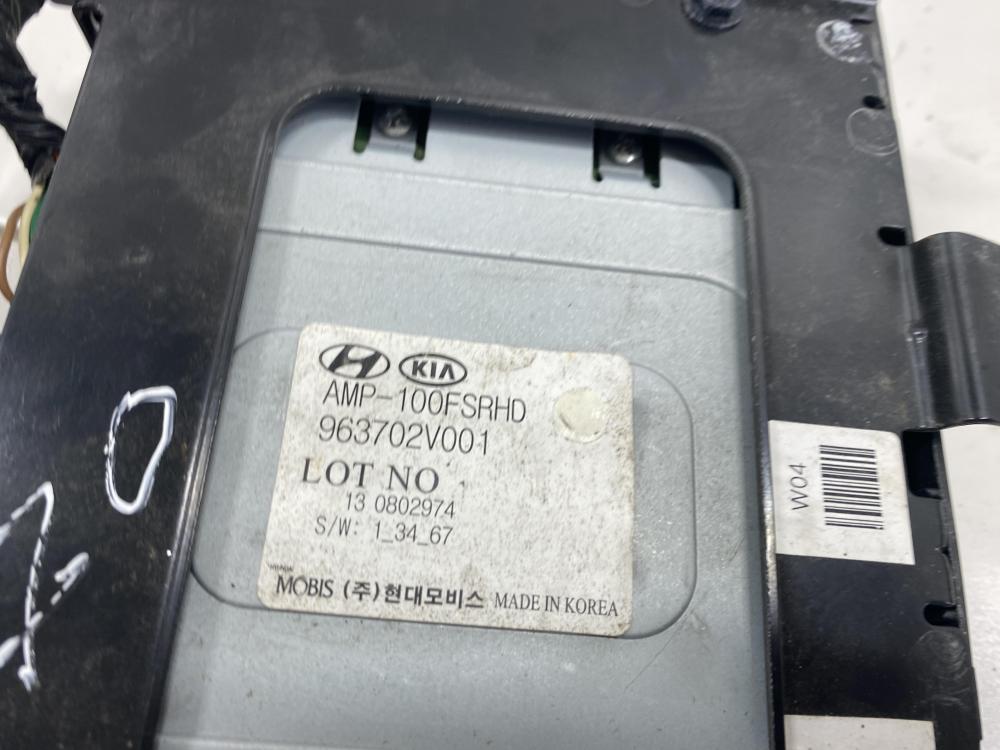 KIA
AMP-100FSRHD
963702V001
LOT NO
13 0802974
S/W: 1_34_67
HYUNDAI
MOBIS (주)현대모비스 MADE IN KOREA
W04